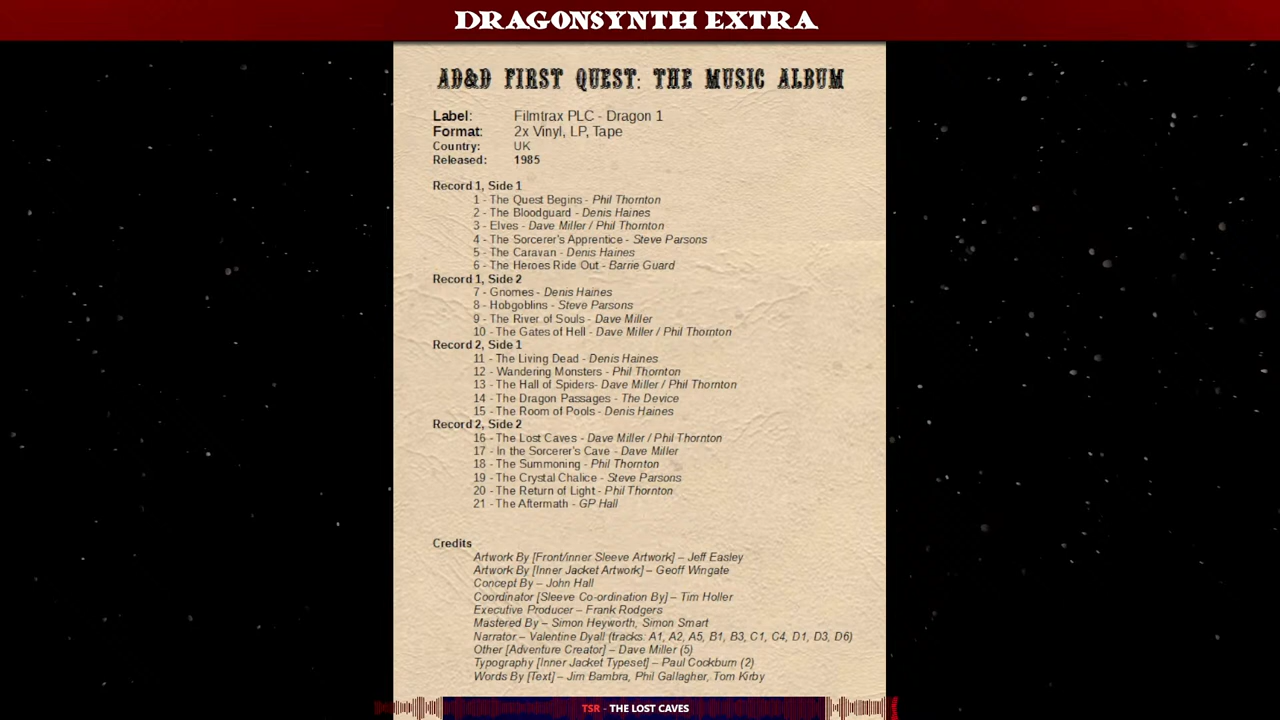 DRAGONSYNTH EXTRA
AD&D FIRST QUEST: THE MUSIC ALBUM
Label: Filmtrax PLC - Dragon 1
Format: 2x Vinyl, LP, Tape
Country: UK
Released: 1985
Record 1, Side 1
1 - The Quest Begins - Phil Thornton
2 - The Bloodguard - Denis Haines
3 - Elves - Dave Miller / Phil Thornton
4 - The Sorcerer's Apprentice - Steve Parsons
5 - The Caravan - Denis Haines
6 - The Heroes Ride Out - Barrie Guard
Record 1, Side 2
7 - Gnomes - Denis Haines
8 - Hobgoblins - Steve Parsons
9 - The River of Souls - Dave Miller
10 - The Gates of Hell - Dave Miller / Phil Thornton
Record 2, Side 1
11 - The Living Dead - Denis Haines
12 - Wandering Monsters - Phil Thornton
13 - The Hall of Spiders- Dave Miller / Phil Thornton
14 - The Dragon Passages - The Device
15 - The Room of Pools - Denis Haines
Record 2, Side 2
16 - The Lost Caves - Dave Miller / Phil Thornton
17 - In the Sorcerer's Cave - Dave Miller
18 - The Summoning - Phil Thornton
19 - The Crystal Chalice - Steve Parsons
20 - The Return of Light - Phil Thornton
21 - The Aftermath - GP Hall
Credits
Artwork By [Front/inner Sleeve Artwork] – Jeff Easley
Artwork By [Inner Jacket Artwork] – Geoff Wingate
Concept By – John Hall
Coordinator [Sleeve Co-ordination By] – Tim Holler
Executive Producer – Frank Rodgers
Mastered By – Simon Heyworth, Simon Smart
Narrator – Valentine Dyall (tracks: A1, A2, A5, B1, B3, C1, C4, D1, D3, D6)
Other [Adventure Creator] – Dave Miller (5)
Typography [Inner Jacket Typeset] – Paul Cockburn (2)
Words By [Text] – Jim Bambra, Phil Gallagher, Tom Kirby
TSR - THE LOST CAVES